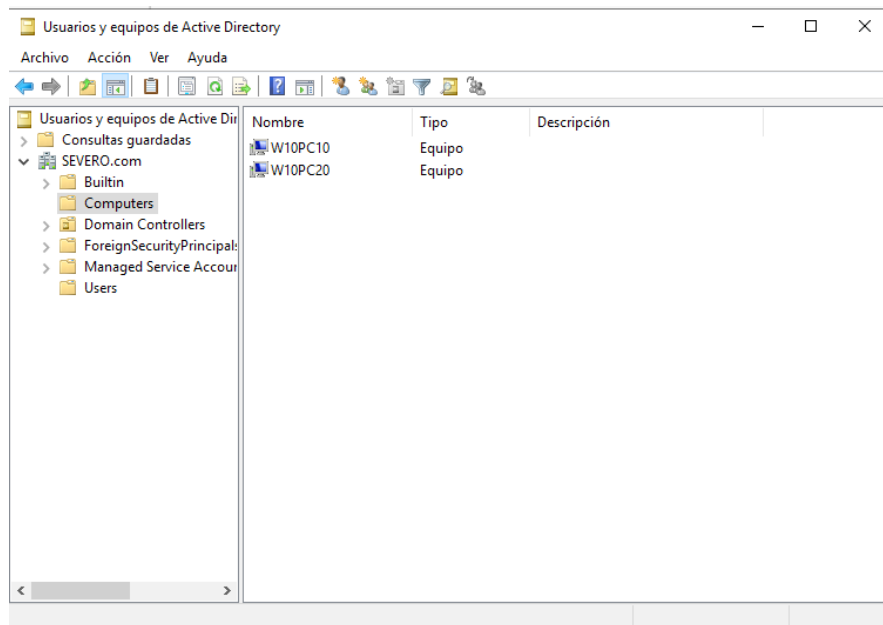 Usuarios y equipos de Active Directory
Archivo Acción Ver Ayuda
Usuarios y equipos de Active Dir
Consultas guardadas
SEVERO.com
Builtin
Computers
Domain Controllers
ForeignSecurityPrincipals
Managed Service Accour
Users
Nombre Tipo Descripción
W10PC10 Equipo
W10PC20 Equipo